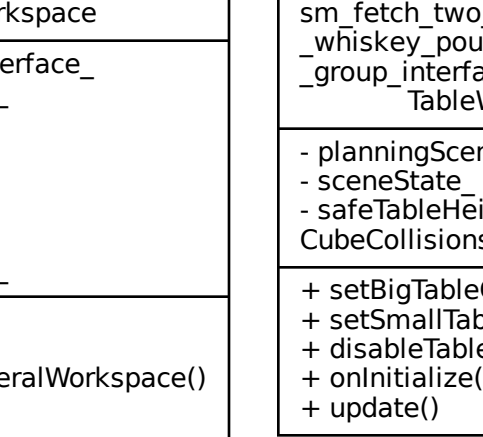 rkspace
erface_
_
_
eralWorkspace()
sm_fetch_two_
_whiskey_pou
_group_interfa
TableW
- planningScen
- sceneState_
- safeTableHei
CubeCollisions
+ setBigTable
+ setSmallTab
+ disableTable
+ onInitialize(
+ update()